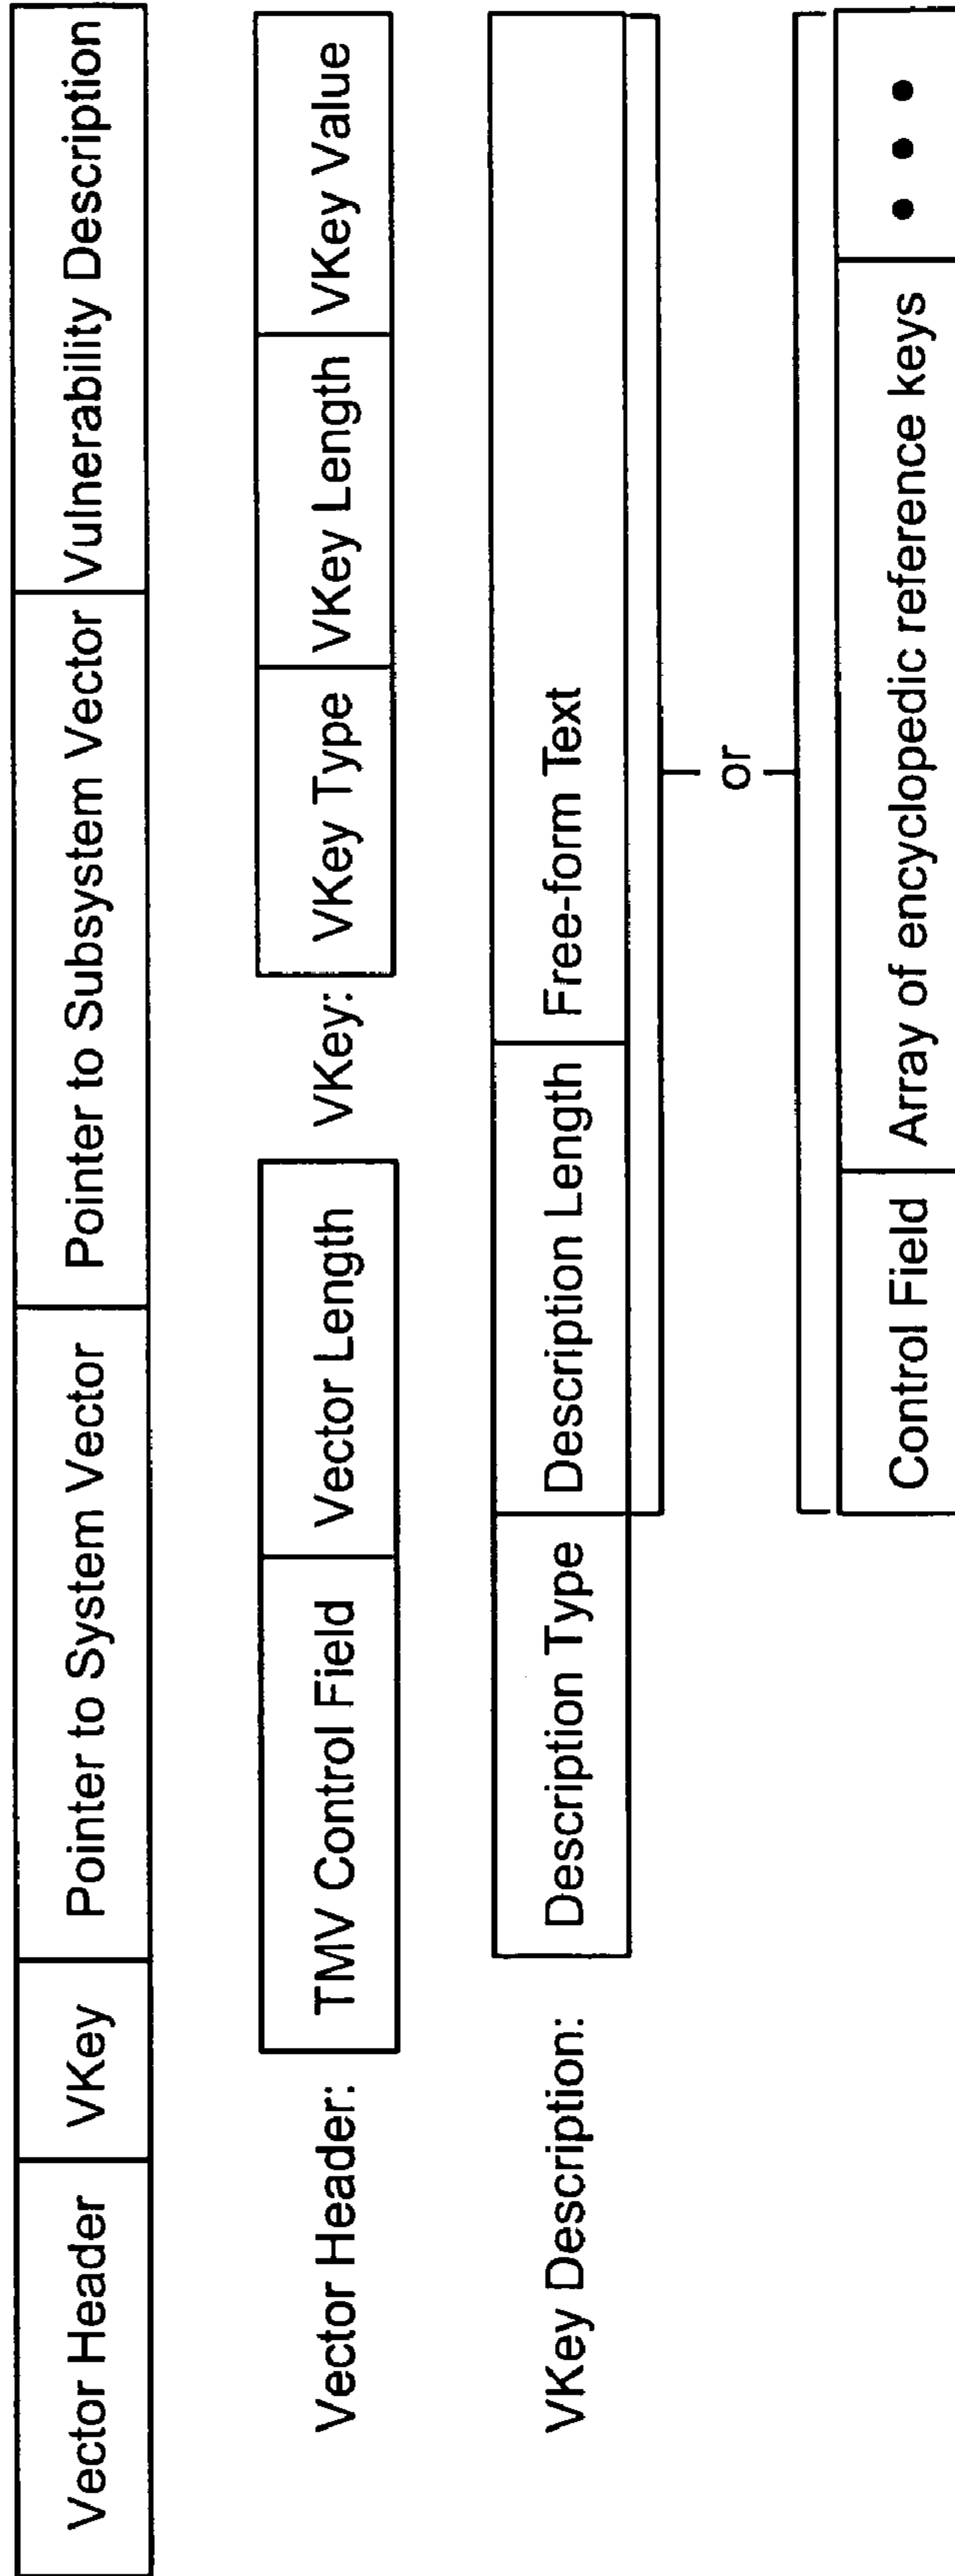 Vector Header VKey Pointer to System Vector Pointer to Subsystem Vector Vulnerability Description
Vector Header: TMV Control Field Vector Length VKey: VKey Type VKey Length VKey Value
VKey Description: Description Type Description Length Free-form Text
or
Control Field Array of encyclopedic reference keys • • •